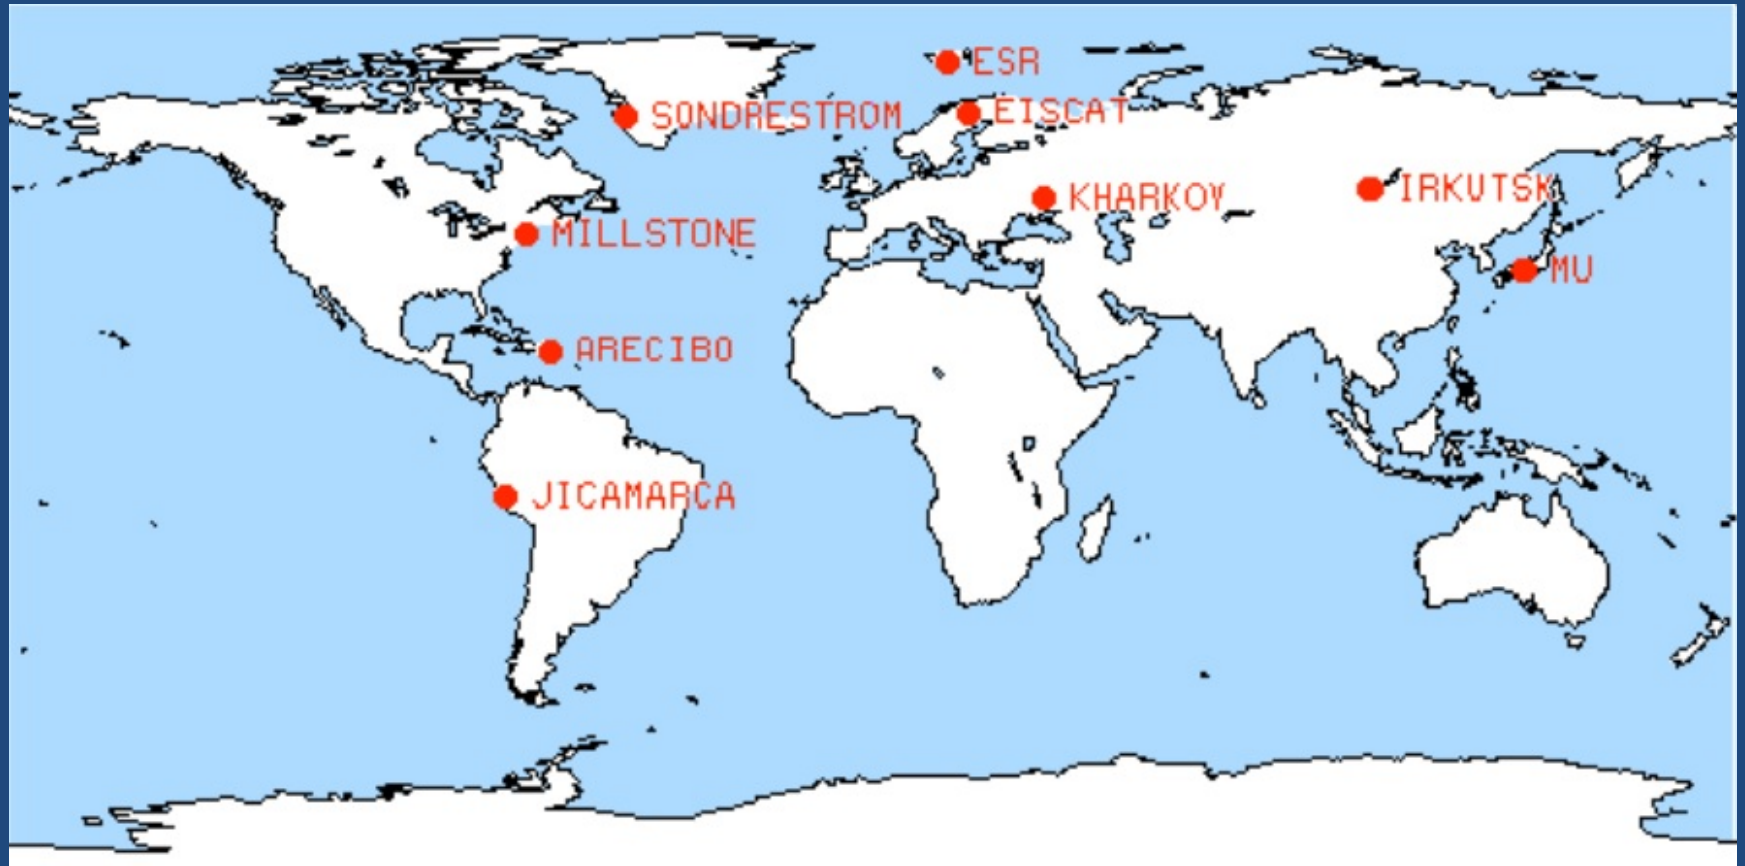 ESR
SONDRESTROM
EISCAT
KHARKOV
IRKUTSK
MILLSTONE
MU
ARECIBO
JICAMARCA